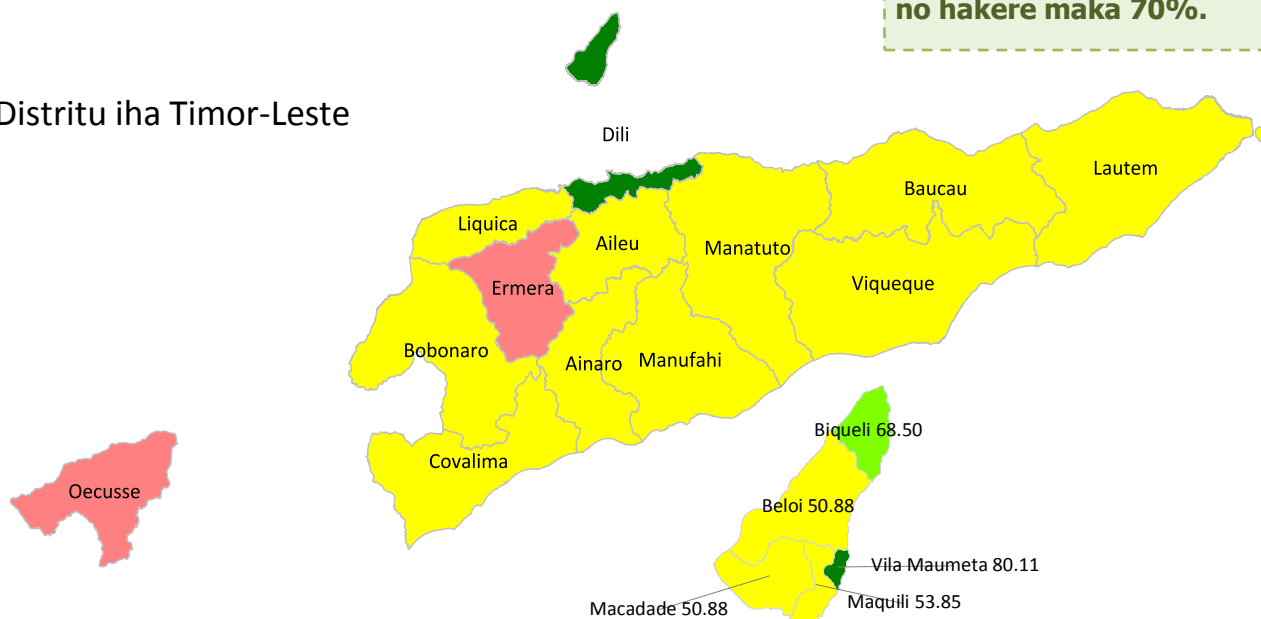 no hakere maka 70%.
Distritu iha Timor-Leste
Dili
Lautem
Baucau
Liquica
Aileu
Manatuto
Viqueque
Ermera
Bobonaro
Ainaro
Manufahi
Biqueli 68.50
Covalima
Oecusse
Beloi 50.88
Vila Maumeta 80.11
Macadade 50.88
Maquili 53.85